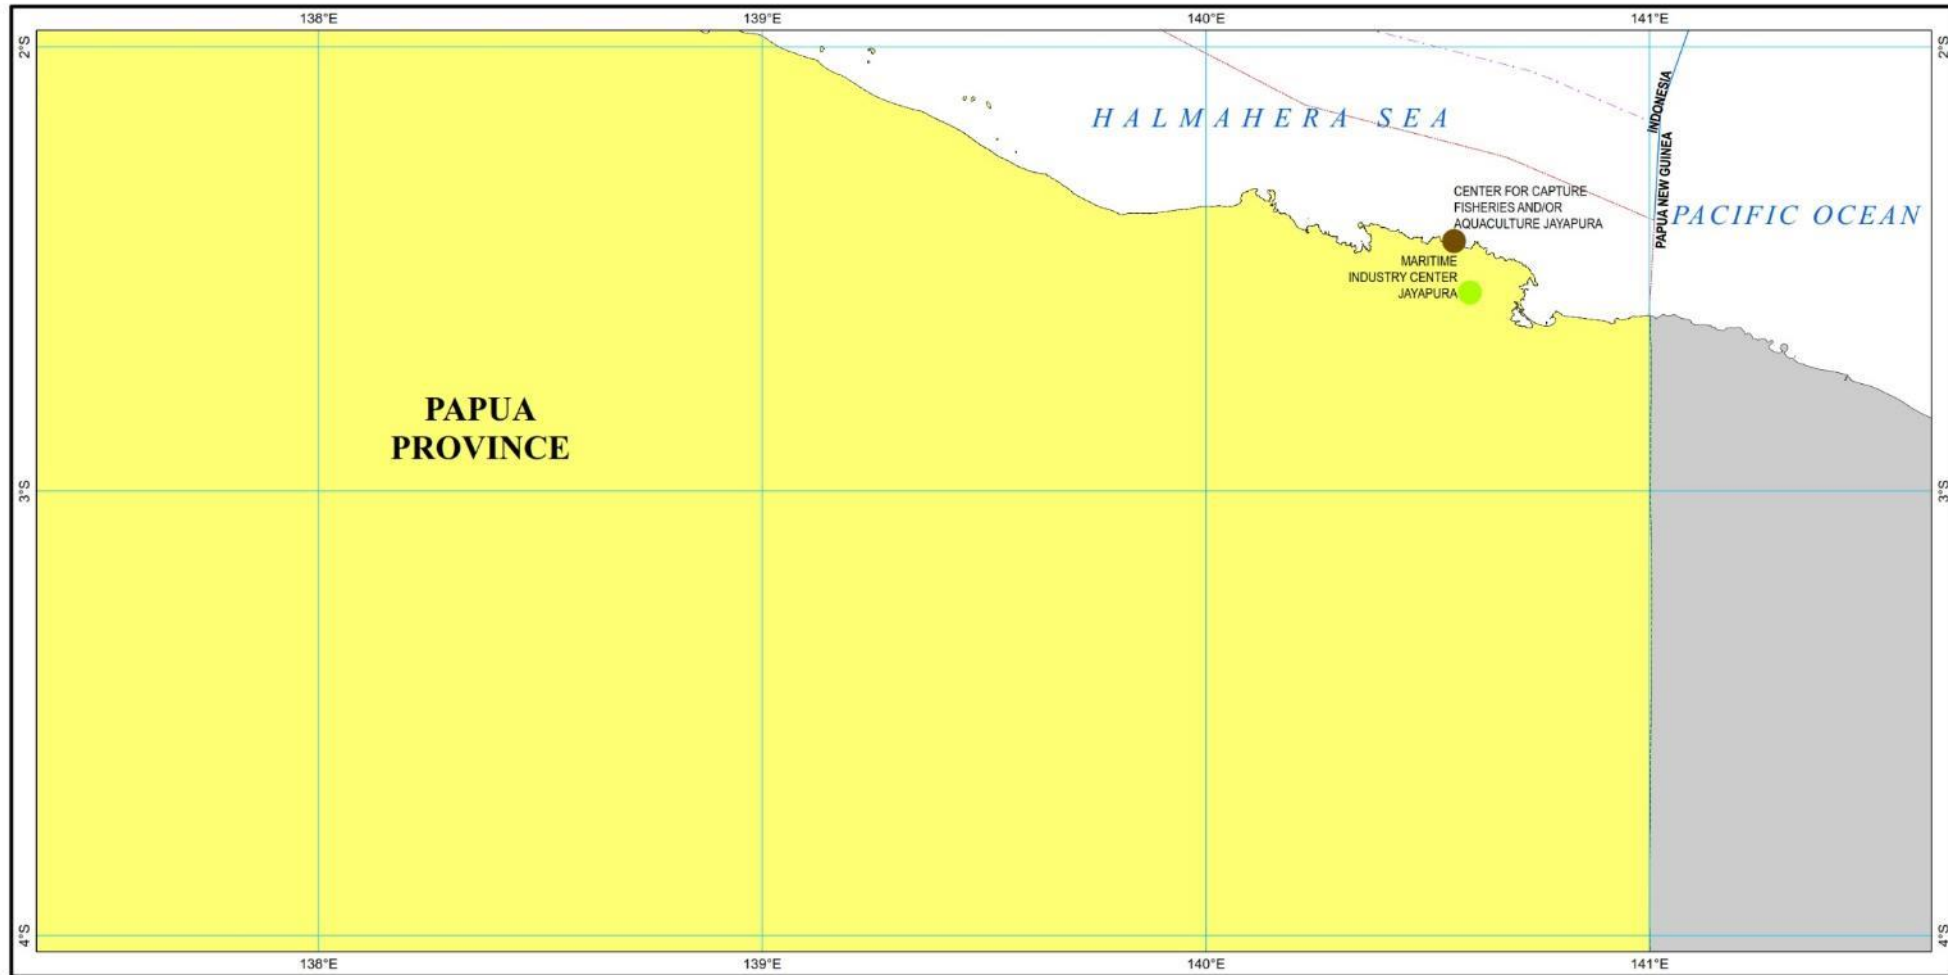 138°E
139°E
140°E
141°E
2°S
2°S
INDONESIA
PAPUA NEW GUINEA
HALMAHERA SEA
PACIFIC OCEAN
CENTER FOR CAPTURE
FISHERIES AND/OR
AQUACULTURE JAYAPURA
MARITIME
INDUSTRY CENTER
JAYAPURA
PAPUA
PROVINCE
3°S
3°S
4°S
4°S
138°E
139°E
140°E
141°E